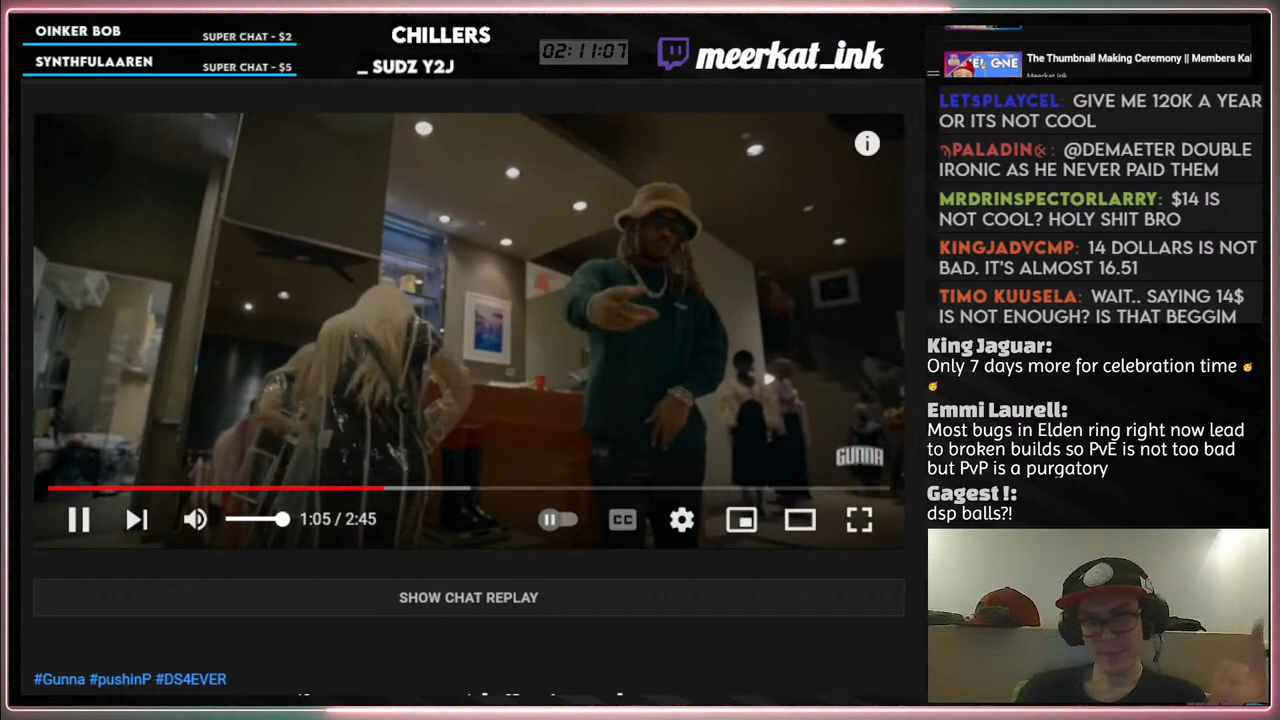 OINKER BOB
SUPER CHAT - $2
SYNTHFULAAREN
SUPER CHAT - $5
CHILLERS
_ SUDZ Y2J
02:11:07
meerkat_ink
The Thumbnail Making Ceremony || Members Kal
Meerkat Ink
LETSPLAYCEL: GIVE ME 120K A YEAR
OR ITS NOT COOL
PALADIN: @DEMAETER DOUBLE
IRONIC AS HE NEVER PAID THEM
MRDRINSPECTORLARRY: $14 IS
NOT COOL? HOLY SHIT BRO
KINGJADVCMP: 14 DOLLARS IS NOT
BAD. IT'S ALMOST 16.51
TIMO KUUSELA: WAIT.. SAYING 14$
IS NOT ENOUGH? IS THAT BEGGIM
King Jaguar:
Only 7 days more for celebration time
Emmi Laurell:
Most bugs in Elden ring right now lead
to broken builds so PvE is not too bad
but PvP is a purgatory
Gagest !:
dsp balls?!
GUNNA
1:05 / 2:45
CC
SHOW CHAT REPLAY
#Gunna #pushinP #DS4EVER